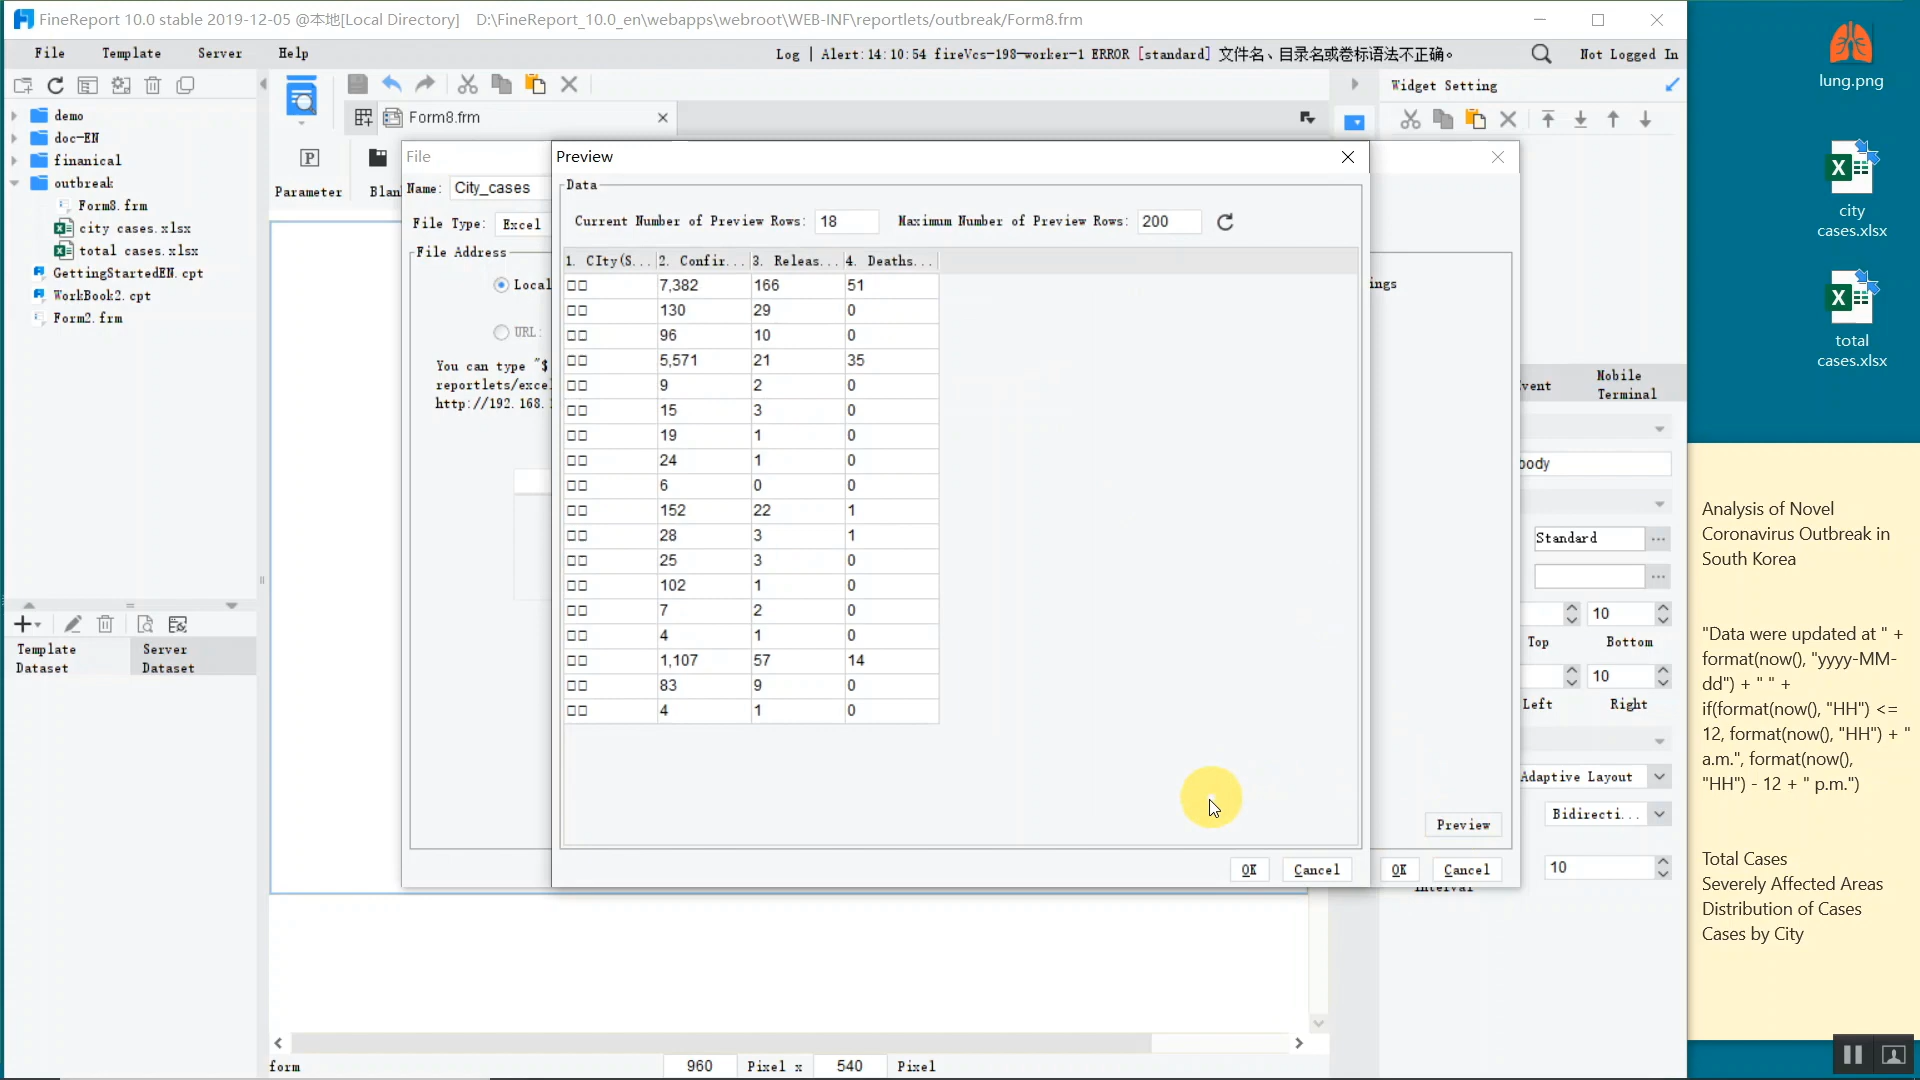 FineReport 10.0 stable 2019-12-05 @本地[Local Directory] D:\FineReport_10.0_en\webapps\webroot\WEB-INF\reportlets/outbreak/Form8.frm
File Template Server Help
Log | Alert:14:10:54 fireVcs-198-worker-1 ERROR [standard] 文件名、目录名或卷标语法不正确。
Not Logged In
demo
doc-EN
finanical
outbreak
Form8.frm
city cases.xlsx
total cases.xlsx
GettingStartedEN.cpt
WorkBook2.cpt
Form2.frm
Template Dataset
Server Dataset
Form8.frm
Parameter
File
Name: City_cases
File Type: Excel
File Address
Local
URL:
You can type "$
http://192.168.
Preview
Data
Current Number of Preview Rows: 18 Maximum Number of Preview Rows: 200
1. CIty(S... 2. Confir... 3. Releas... 4. Deaths...
□□ 7,382 166 51
□□ 130 29 0
□□ 96 10 0
□□ 5,571 21 35
□□ 9 2 0
□□ 15 3 0
□□ 19 1 0
□□ 24 1 0
□□ 6 0 0
□□ 152 22 1
□□ 28 3 1
□□ 25 3 0
□□ 102 1 0
□□ 7 2 0
□□ 4 1 0
□□ 1,107 57 14
□□ 83 9 0
□□ 4 1 0
OK Cancel
Preview
OK Cancel
Widget Setting
Mobile
Terminal
body
Standard
10
Top Bottom
10
Left Right
Adaptive Layout
Bidirecti...
10
form 960 Pixel x 540 Pixel
lung.png
city
cases.xlsx
total
cases.xlsx
Analysis of Novel
Coronavirus Outbreak in
South Korea
"Data were updated at " +
format(now(), "yyyy-MM-
dd") + " " +
if(format(now(), "HH") <=
12, format(now(), "HH") + "
a.m.", format(now(),
"HH") - 12 + " p.m.")
Total Cases
Severely Affected Areas
Distribution of Cases
Cases by City